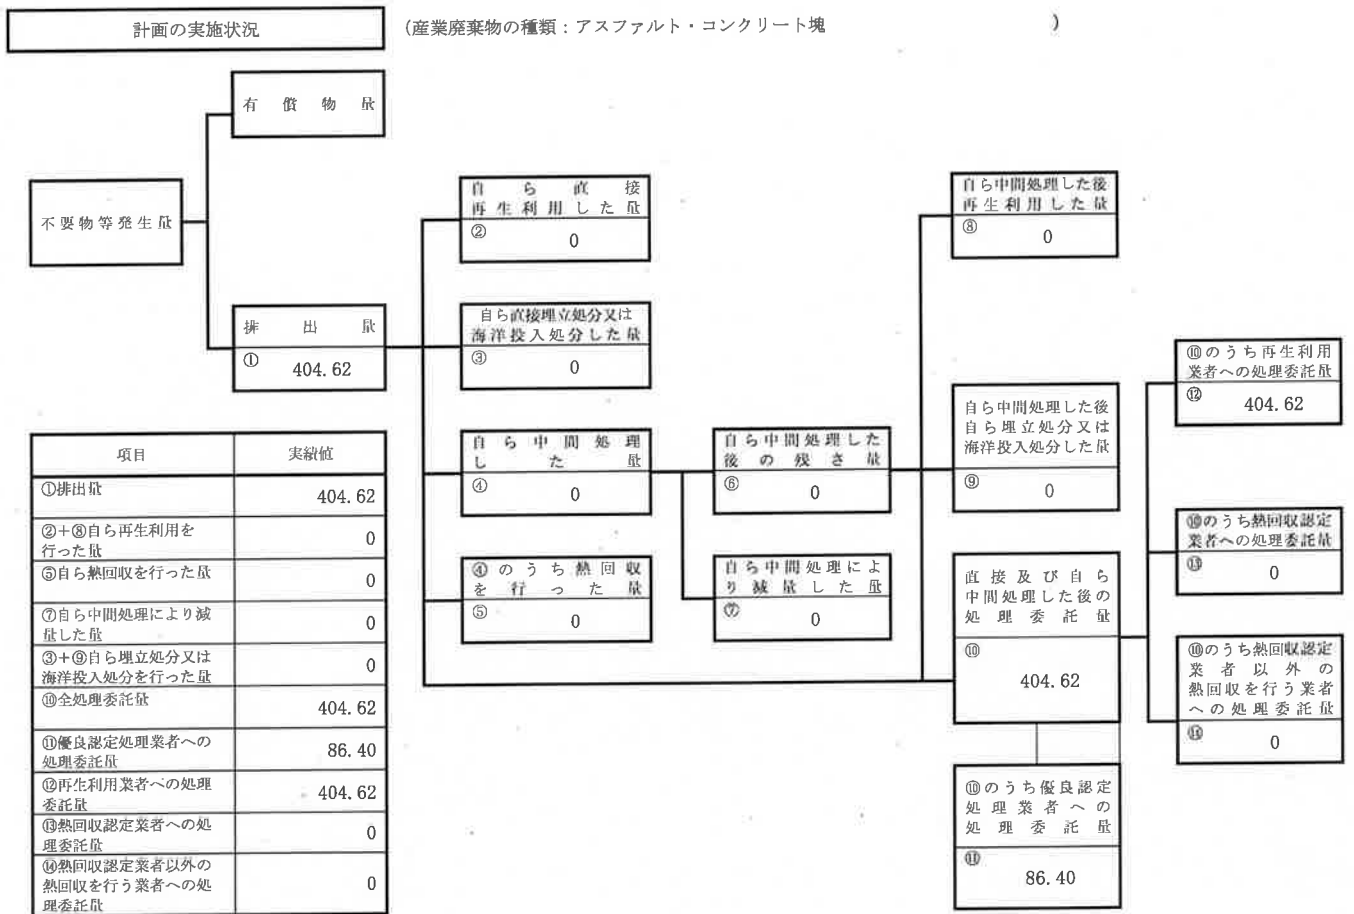 計画の実施状況
（産業廃棄物の種類：アスファルト・コンクリート塊　）
有償物量
不要物等発生量
排出量
① 404.62
自ら直接
再生利用した量
② 0
自ら直接埋立処分又は
海洋投入処分した量
③ 0
自ら中間処理
した量
④ 0
④のうち熱回収
を行った量
⑤ 0
自ら中間処理した
後の残さ量
⑥ 0
自ら中間処理によ
り減量した量
⑦ 0
自ら中間処理した後
再生利用した量
⑧ 0
自ら中間処理した後
自ら埋立処分又は
海洋投入処分した量
⑨ 0
直接及び自ら
中間処理した後の
処理委託量
⑩
404.62
⑩のうち優良認定
処理業者への
処理委託量
⑪
86.40
⑩のうち再生利用
業者への処理委託量
⑫ 404.62
⑩のうち熱回収認定
業者への処理委託量
⑬ 0
⑩のうち熱回収認定
業者以外の
熱回収を行う業者
への処理委託量
⑭ 0
項目 実績値
①排出量 404.62
②＋⑧自ら再生利用を
行った量 0
⑤自ら熱回収を行った量 0
⑦自ら中間処理により減
量した量 0
③＋⑨自ら埋立処分又は
海洋投入処分を行った量 0
⑩全処理委託量 404.62
⑪優良認定処理業者への
処理委託量 86.40
⑫再生利用業者への処理
委託量 404.62
⑬熱回収認定業者への処
理委託量 0
⑭熱回収認定業者以外の
熱回収を行う業者への処
理委託量 0